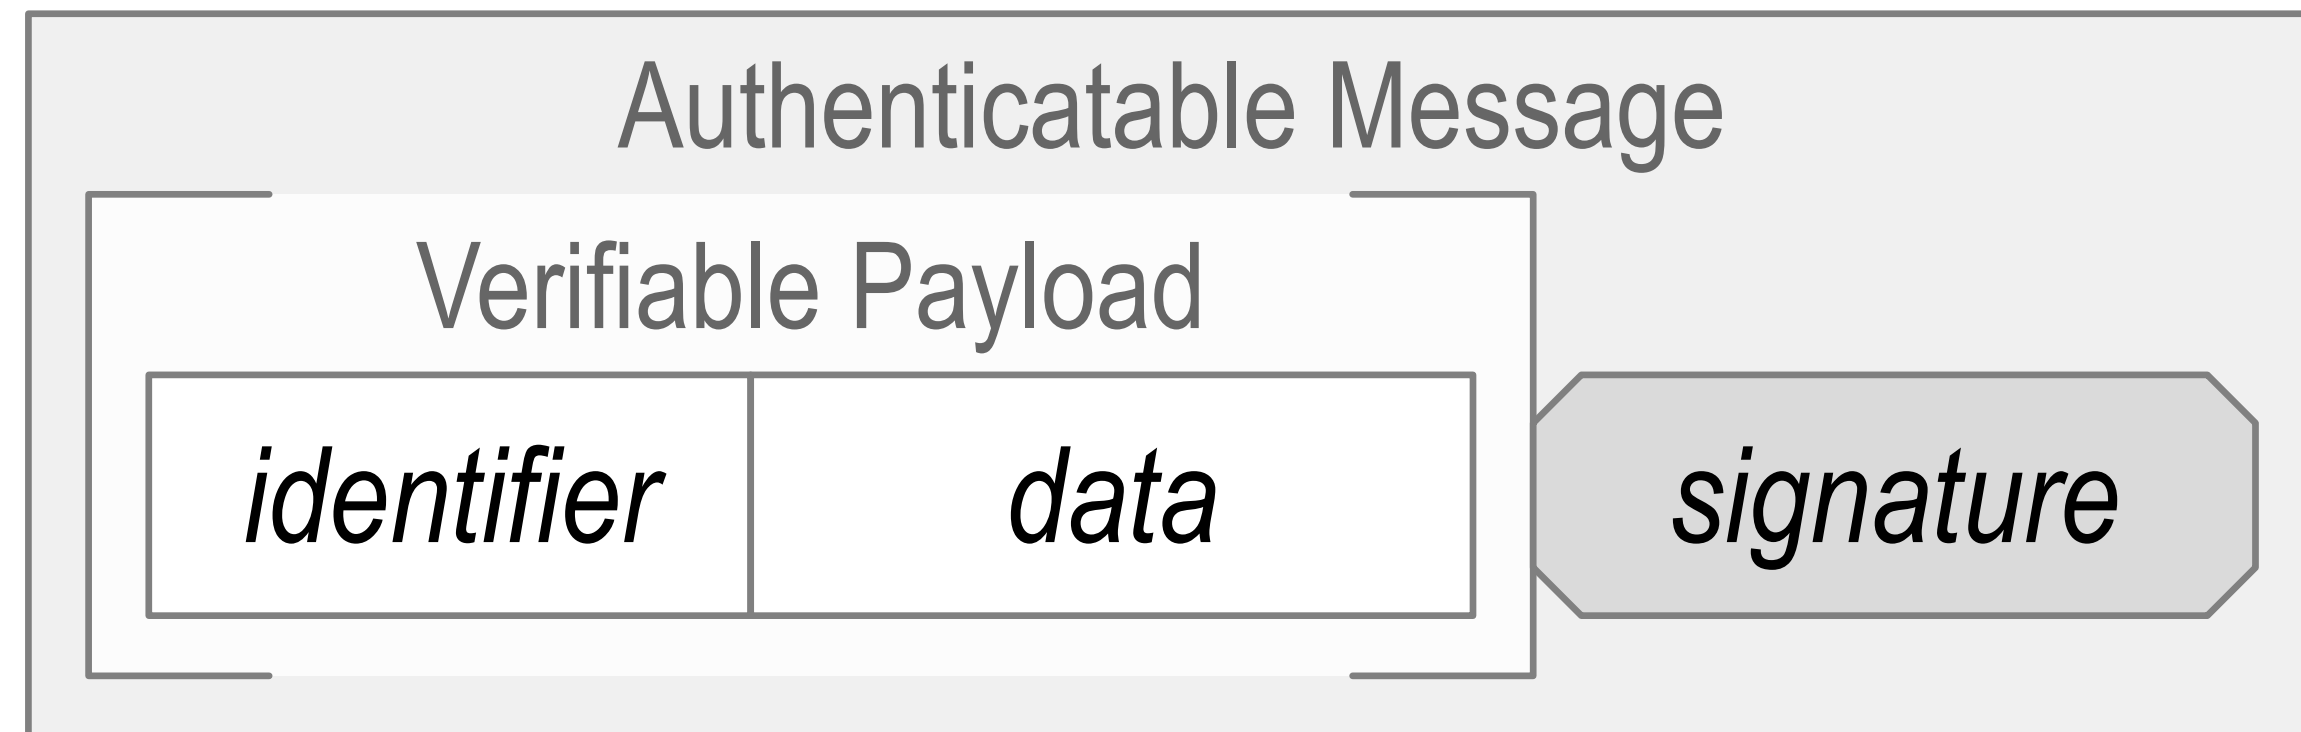 Authenticatable Message
Verifiable Payload
identifier data signature